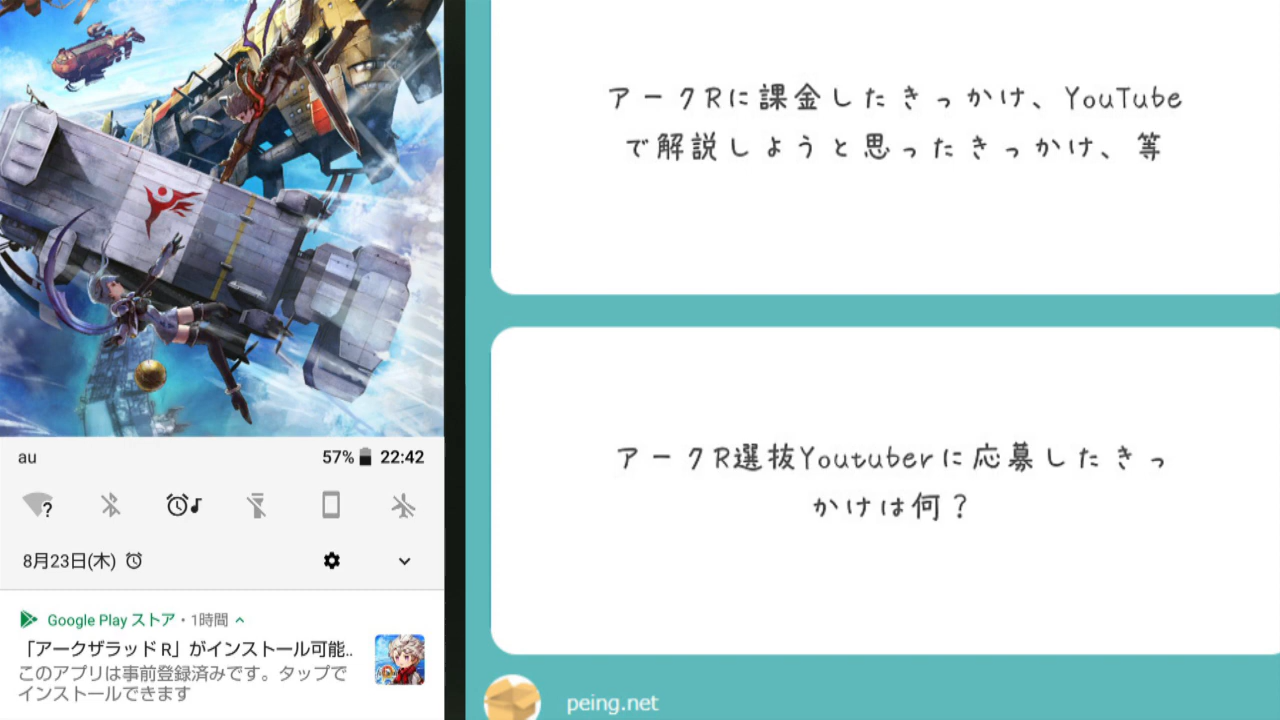 au
57%
22:42
8月23日(木)
Google Play ストア・1時間
「アークザラッドR」がインストール可能..
このアプリは事前登録済みです。タップで
インストールできます
アークRに課金したきっかけ、YouTube
で解説しようと思ったきっかけ、等
アークR選抜Youtuberに応募したきっ
かけは何？
peing.net